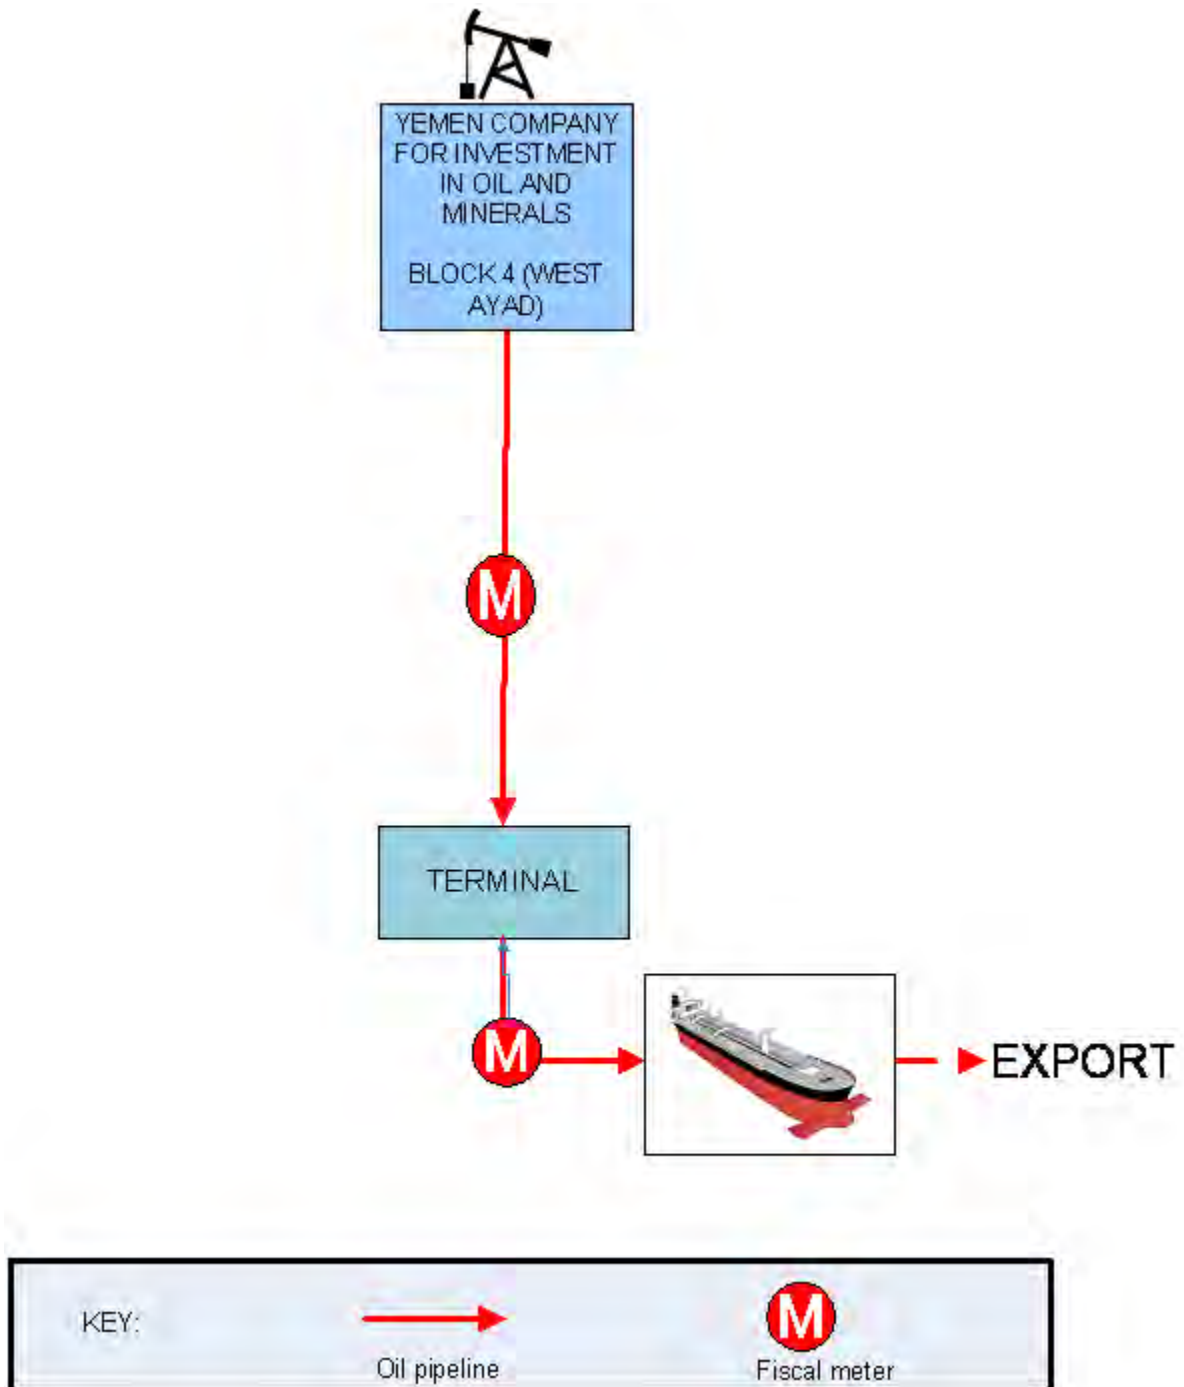 YEMEN COMPANY
FOR INVESTMENT
IN OIL AND
MINERALS
BLOCK 4 (WEST
AYAD)
M
TERMINAL
M
EXPORT
KEY:
M
Oil pipeline
Fiscal meter